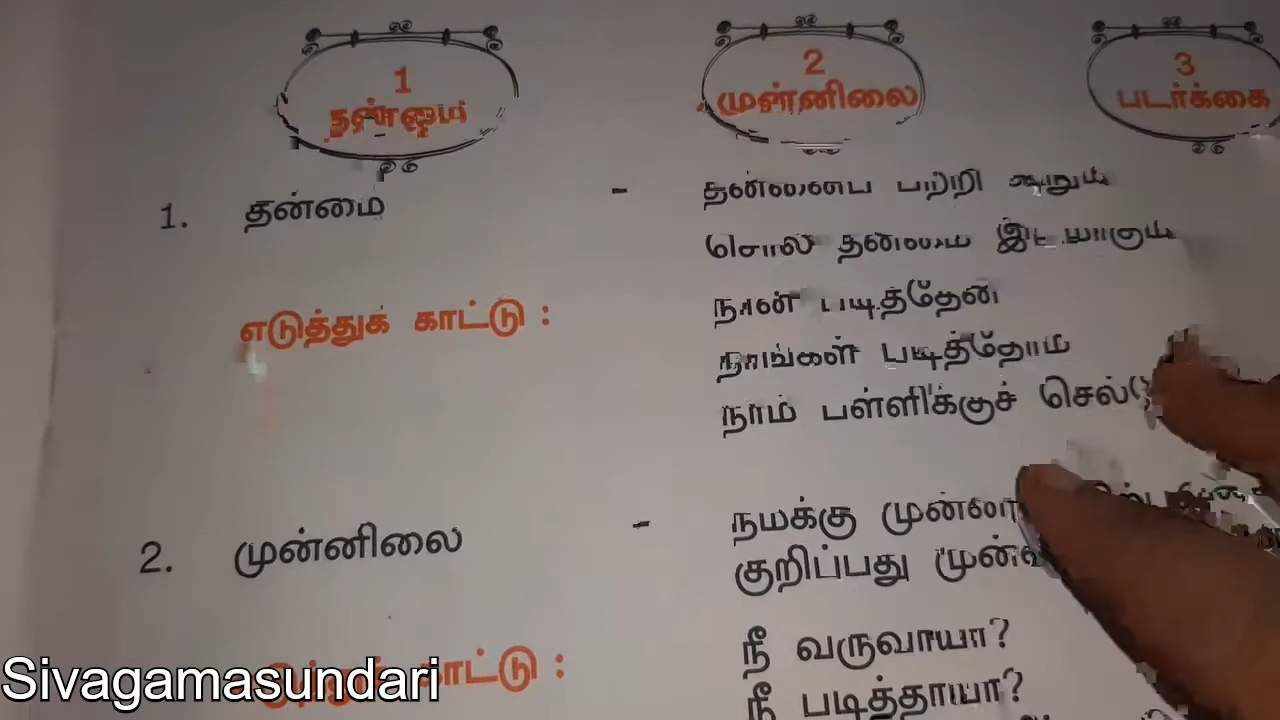 1
தன்மை
2
முன்னிலை
3
படர்க்கை
1. தன்மை - தன்னைப் பற்றி கூறும்
சொல் தன்மை
எடுத்துக் காட்டு : நான் படித்தேன்
நாங்கள் படித்தோம்
நாம் பள்ளிக்குச்
2. முன்னிலை - நமக்கு
குறிப்பது
காட்டு : நீ வருவாயா?
நீ படித்தாயா?
Sivagamasundari